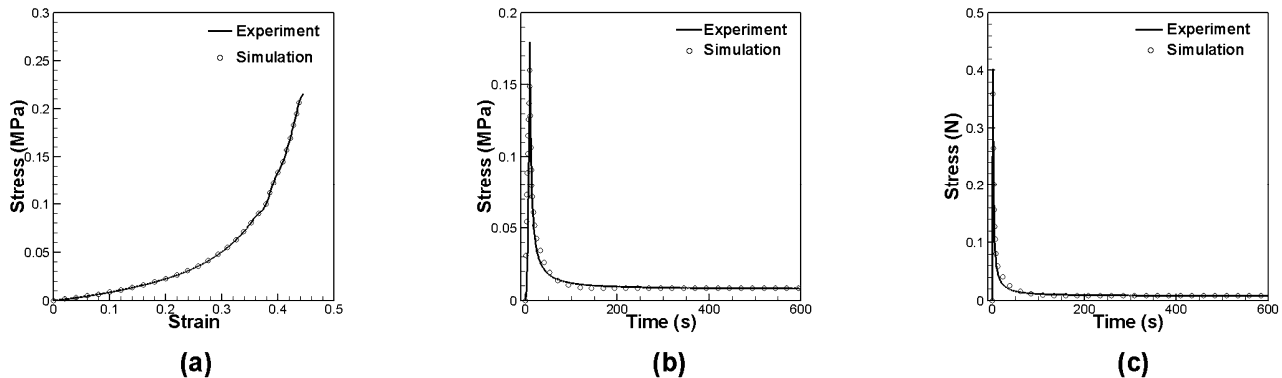 0.3
0.25
0.2
0.15
0.1
0.05
0
Stress (MPa)
Experiment
Simulation
0 0.1 0.2 0.3 0.4 0.5
Strain
(a)
0.2
0.15
0.1
0.05
0
Stress (MPa)
Experiment
Simulation
0 200 400 600
Time (s)
(b)
0.5
0.4
0.3
0.2
0.1
0
Stress (N)
Experiment
Simulation
0 200 400 600
Time (s)
(c)